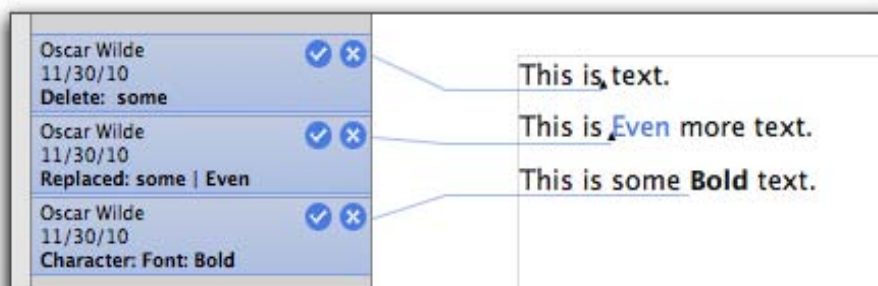 Oscar Wilde
11/30/10
Delete: some
This is text.
Oscar Wilde
11/30/10
Replaced: some | Even
This is Even more text.
Oscar Wilde
11/30/10
Character: Font: Bold
This is some Bold text.